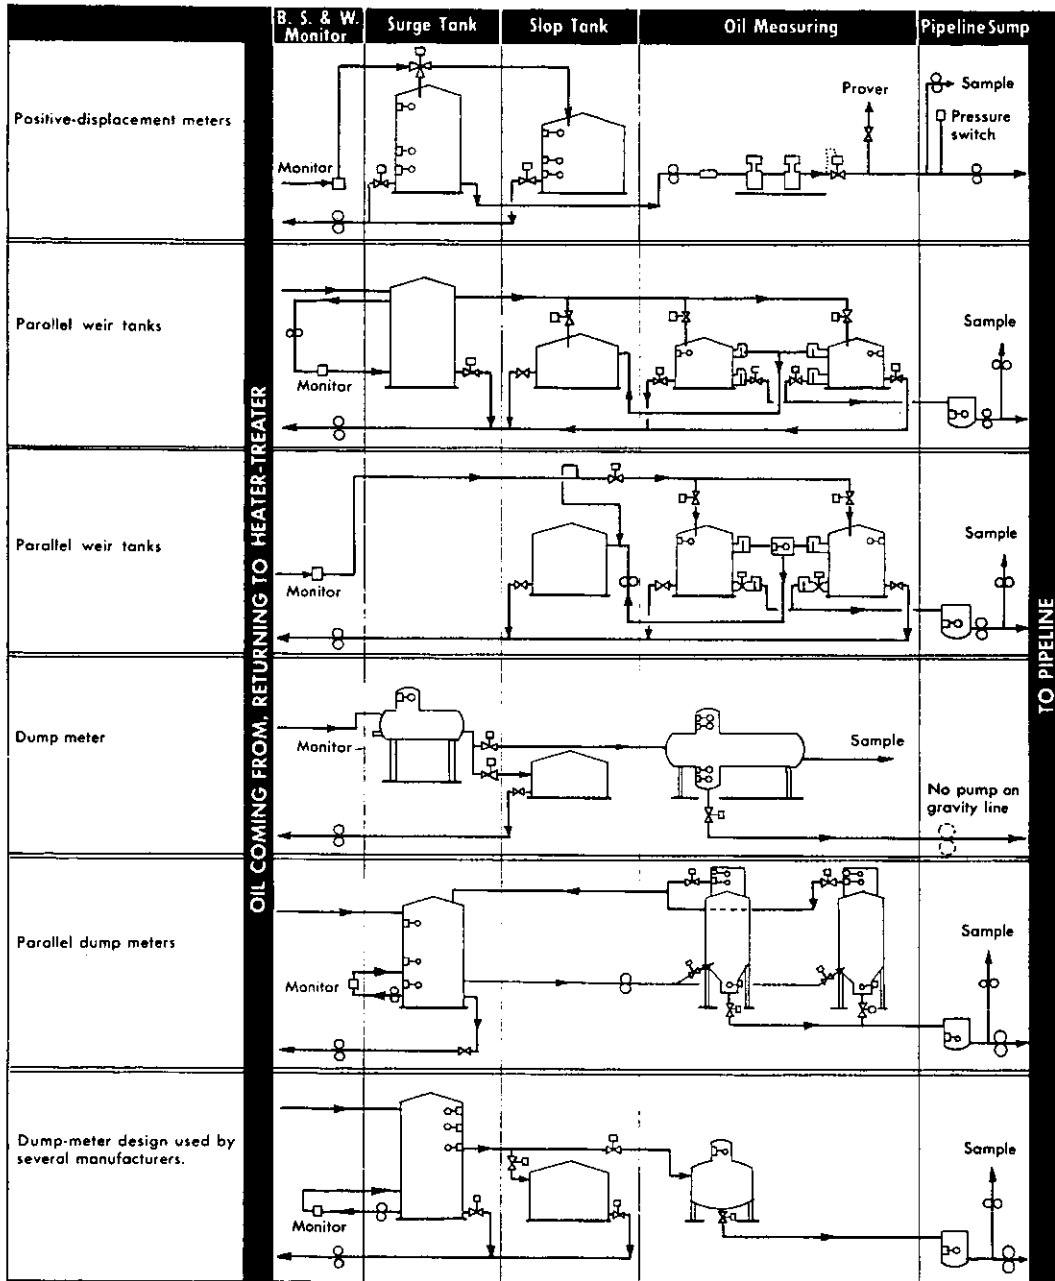 B. S. & W.
Monitor
Surge Tank
Slop Tank
Oil Measuring
Pipeline Sump
OIL COMING FROM, RETURNING TO HEATER-TREATER
TO PIPELINE
Positive-displacement meters
Monitor
Prover
Sample
Pressure
switch
Parallel weir tanks
Monitor
Sample
Parallel weir tanks
Monitor
Sample
Dump meter
Monitor
Sample
No pump on
gravity line
Parallel dump meters
Monitor
Sample
Dump-meter design used by
several manufacturers.
Monitor
Sample